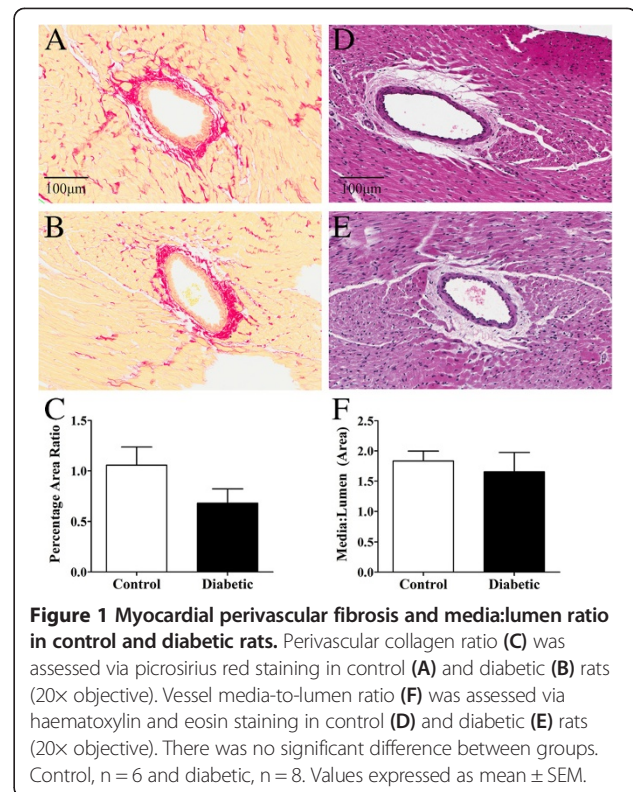 A
D
100µm
100µm
B
E
C
F
Percentage Area Ratio
1.5
1.0
0.5
0.0
Control
Diabetic
Media:Lumen (Area)
2.5
2.0
1.5
1.0
0.5
0.0
Control
Diabetic
Figure 1 Myocardial perivascular fibrosis and media:lumen ratio
in control and diabetic rats. Perivascular collagen ratio (C) was
assessed via picrosirius red staining in control (A) and diabetic (B) rats
(20× objective). Vessel media-to-lumen ratio (F) was assessed via
haematoxylin and eosin staining in control (D) and diabetic (E) rats
(20× objective). There was no significant difference between groups.
Control, n = 6 and diabetic, n = 8. Values expressed as mean ± SEM.